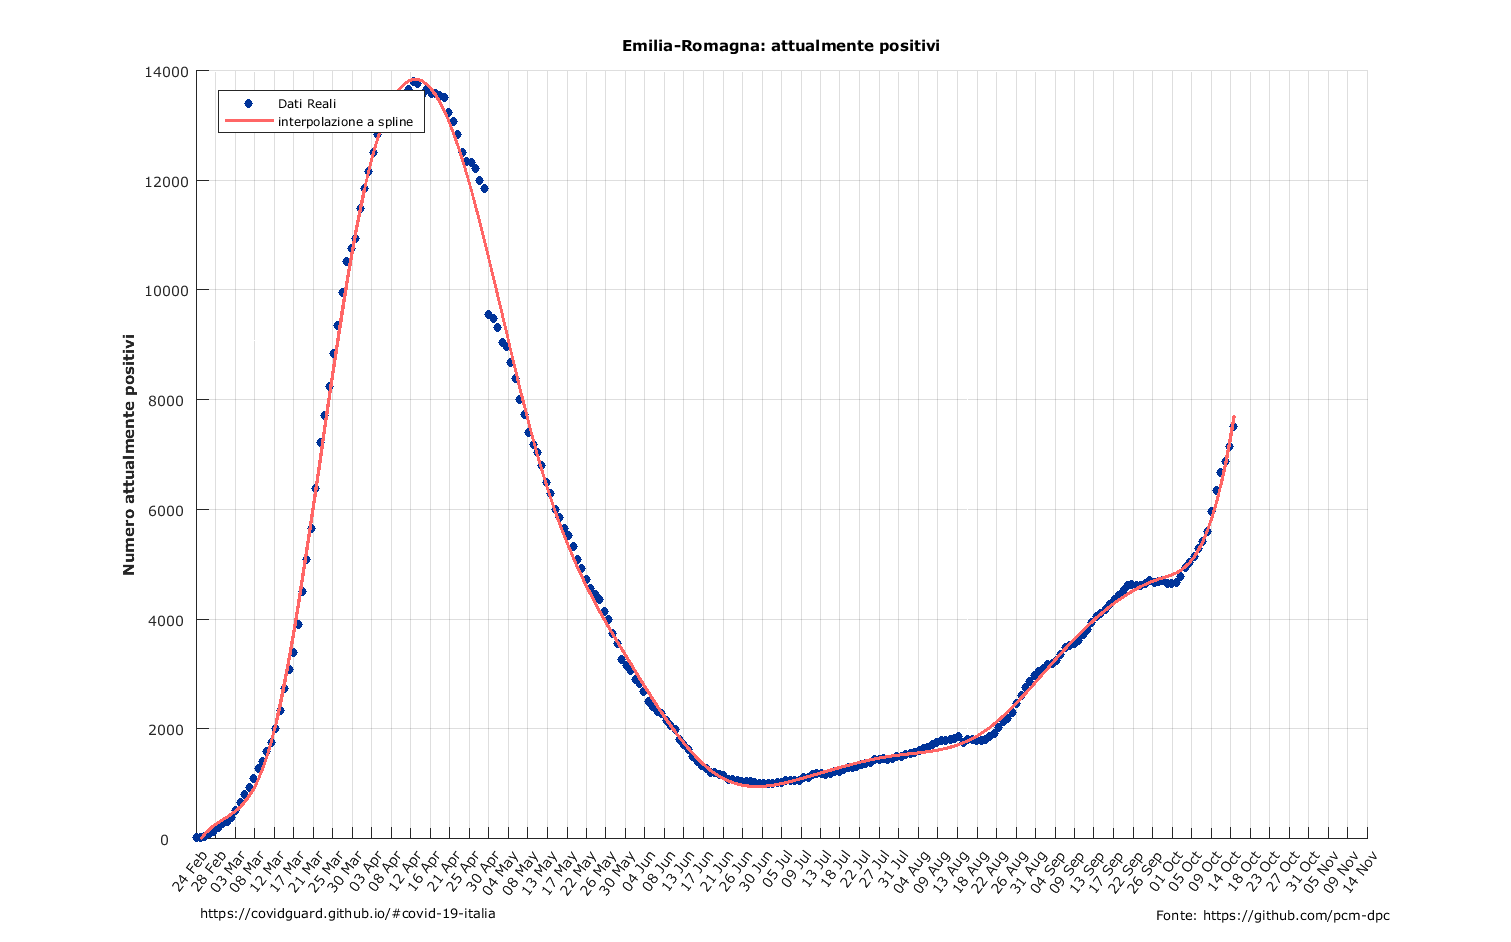 Emilia-Romagna: attualmente positivi
14000
12000
10000
8000
6000
4000
2000
0
Numero attualmente positivi
Dati Reali
interpolazione a spline
24 Feb
28 Feb
03 Mar
08 Mar
12 Mar
17 Mar
21 Mar
25 Mar
30 Mar
03 Apr
08 Apr
12 Apr
16 Apr
21 Apr
25 Apr
30 Apr
04 May
08 May
13 May
17 May
22 May
26 May
30 May
04 Jun
08 Jun
13 Jun
17 Jun
21 Jun
26 Jun
30 Jun
05 Jul
09 Jul
13 Jul
18 Jul
22 Jul
27 Jul
31 Jul
04 Aug
09 Aug
13 Aug
18 Aug
22 Aug
26 Aug
31 Aug
04 Sep
09 Sep
13 Sep
17 Sep
22 Sep
26 Sep
01 Oct
05 Oct
09 Oct
14 Oct
18 Oct
23 Oct
27 Oct
31 Oct
05 Nov
09 Nov
14 Nov
https://covidguard.github.io/#covid-19-italia
Fonte: https://github.com/pcm-dpc